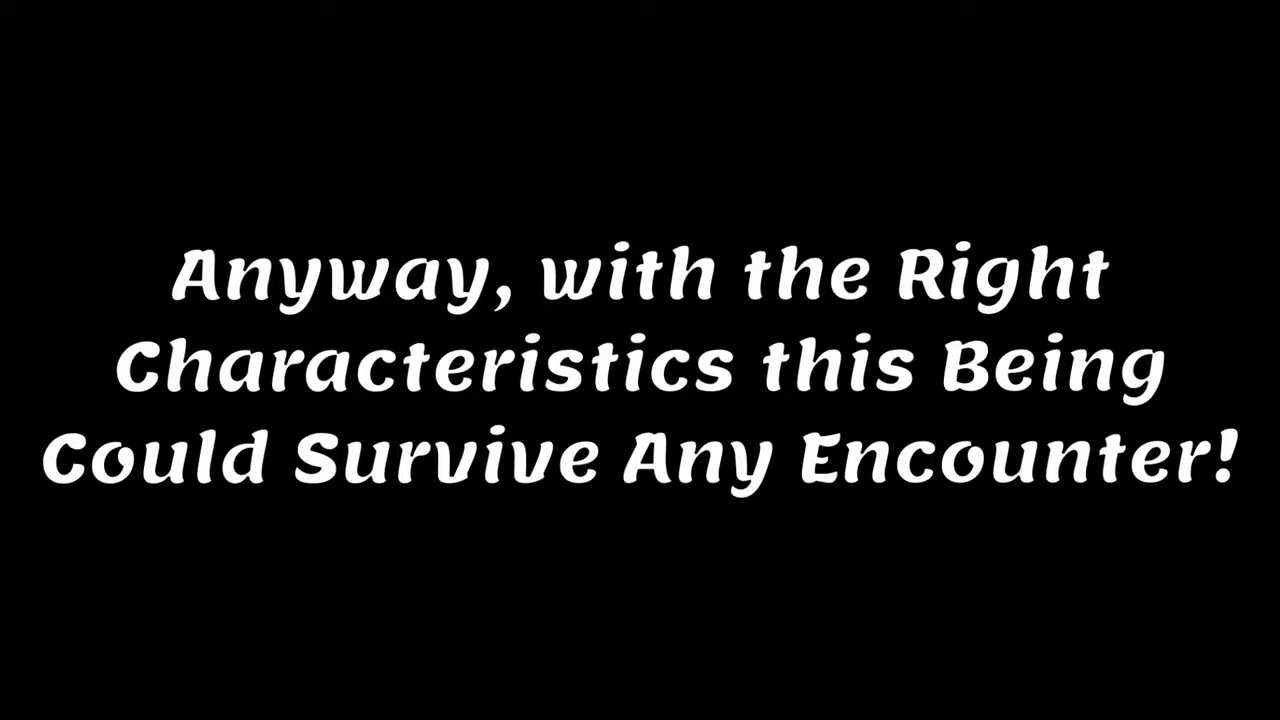 Anyway, with the Right
Characteristics this Being
Could Survive Any Encounter!